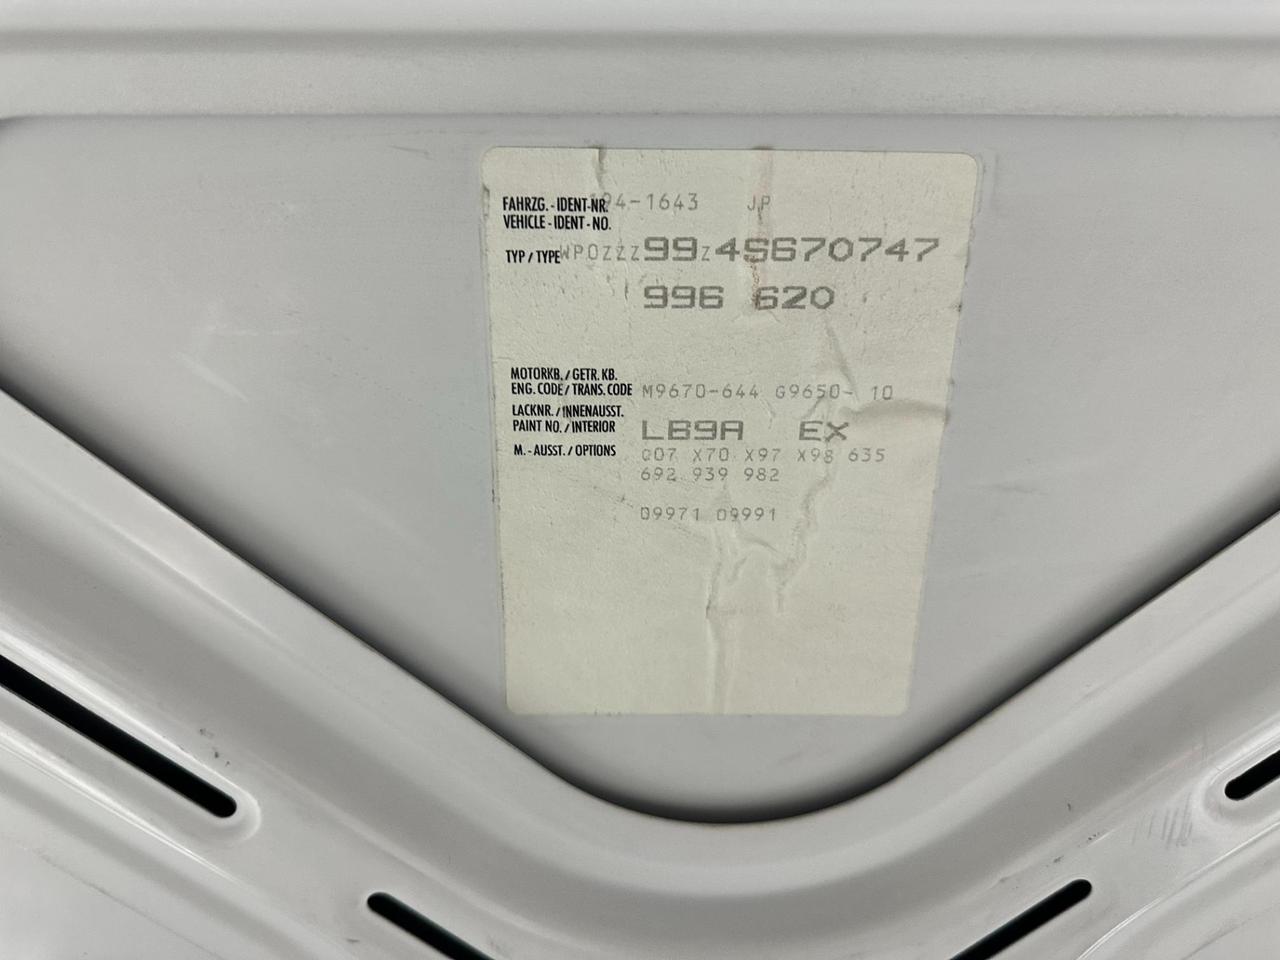 FAHRZG.-IDENT-NR. 194-1643 JP
VEHICLE-IDENT-NO.
TYP/TYPE WP0ZZZ99Z4S670747
996 620
MOTORKB./GETR. KB.
ENG. CODE/TRANS. CODE M9670-644 G9650- 10
LACKNR./INNENAUSST.
PAINT NO./INTERIOR LB9A EX
M.-AUSST./OPTIONS C07 X70 X97 X98 635
692 939 982
09971 09991